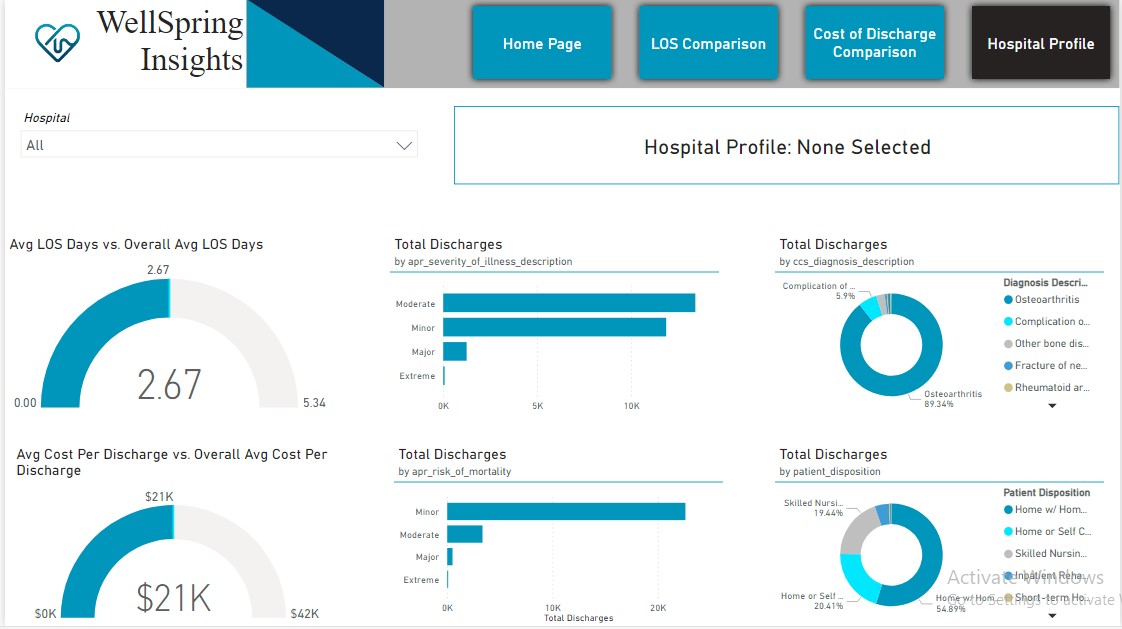 WellSpring
Insights
Home Page
LOS Comparison
Cost of Discharge
Comparison
Hospital Profile
Hospital
All
Hospital Profile: None Selected
Avg LOS Days vs. Overall Avg LOS Days
2.67
2.67
0.00
5.34
Total Discharges
by apr_severity_of_illness_description
Moderate
Minor
Major
Extreme
0K
5K
10K
Total Discharges
by ccs_diagnosis_description
Complication of ...
5.9%
Osteoarthritis
89.34%
Diagnosis Descri...
Osteoarthritis
Complication o...
Other bone dis...
Fracture of ne...
Rheumatoid ar...
Avg Cost Per Discharge vs. Overall Avg Cost Per
Discharge
$21K
$21K
$0K
$42K
Total Discharges
by apr_risk_of_mortality
Minor
Moderate
Major
Extreme
0K
10K
20K
Total Discharges
Total Discharges
by patient_disposition
Skilled Nursi...
19.44%
Home or Self ...
20.41%
Home w/ Hom...
54.89%
Patient Disposition
Home w/ Hom...
Home or Self C...
Skilled Nursin...
Inpatient Reha...
Short-term Ho...
Activate Windows
Go to Settings to activate